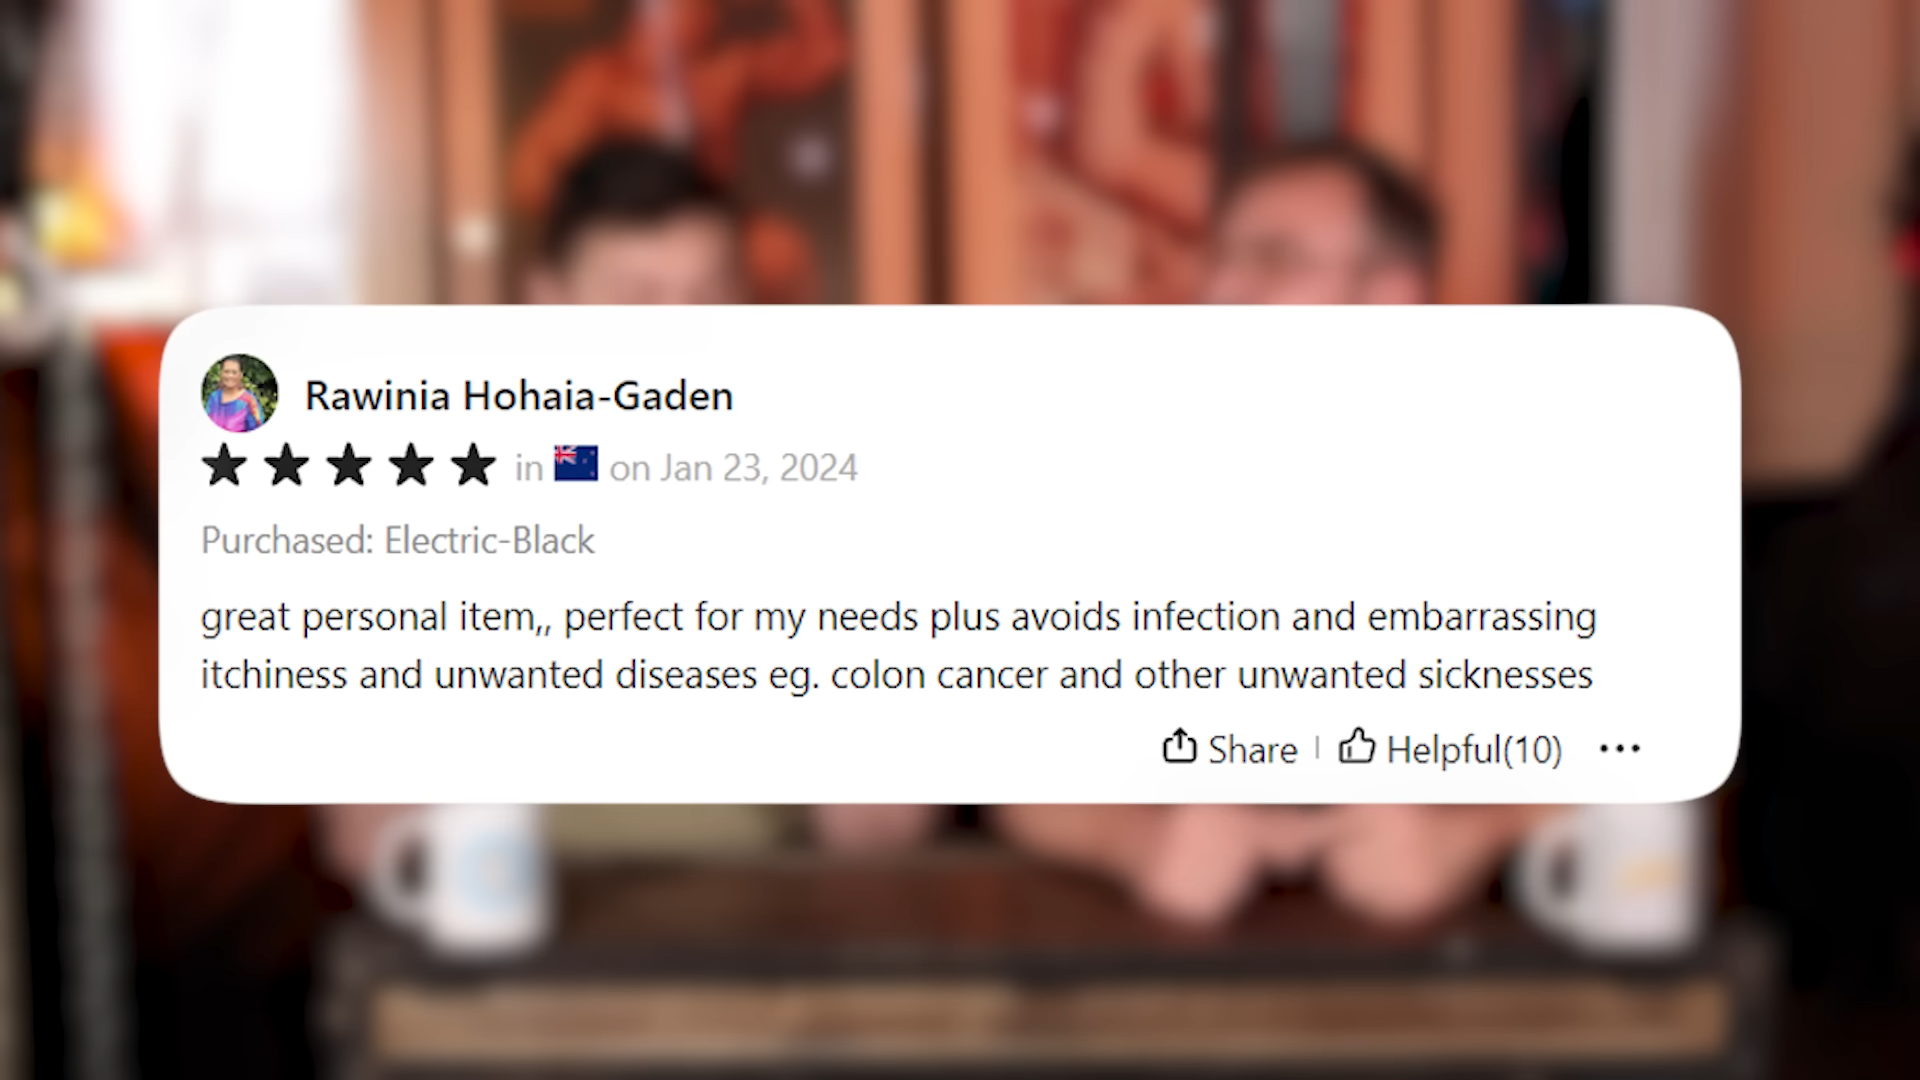 Rawinia Hohaia-Gaden
in on Jan 23, 2024
Purchased: Electric-Black
great personal item,, perfect for my needs plus avoids infection and embarrassing
itchiness and unwanted diseases eg. colon cancer and other unwanted sicknesses
Share Helpful(10)